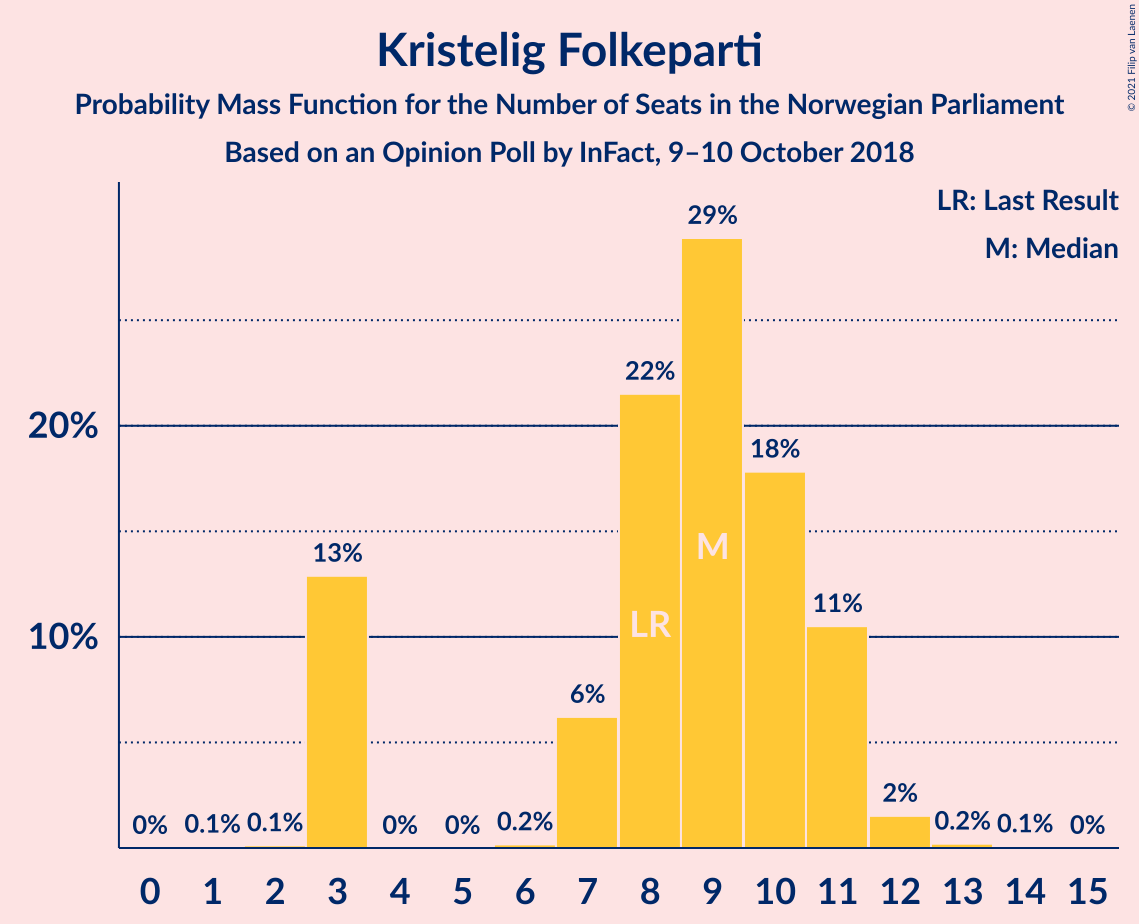 Kristelig Folkeparti
Probability Mass Function for the Number of Seats in the Norwegian Parliament
Based on an Opinion Poll by InFact, 9–10 October 2018
© 2021 Filip van Laenen
LR: Last Result
M: Median
29%
22%
20%
18%
13%
M
11%
LR
10%
6%
2%
0% 0.1% 0.1% 0% 0% 0.2% 0.2% 0.1% 0%
0 1 2 3 4 5 6 7 8 9 10 11 12 13 14 15